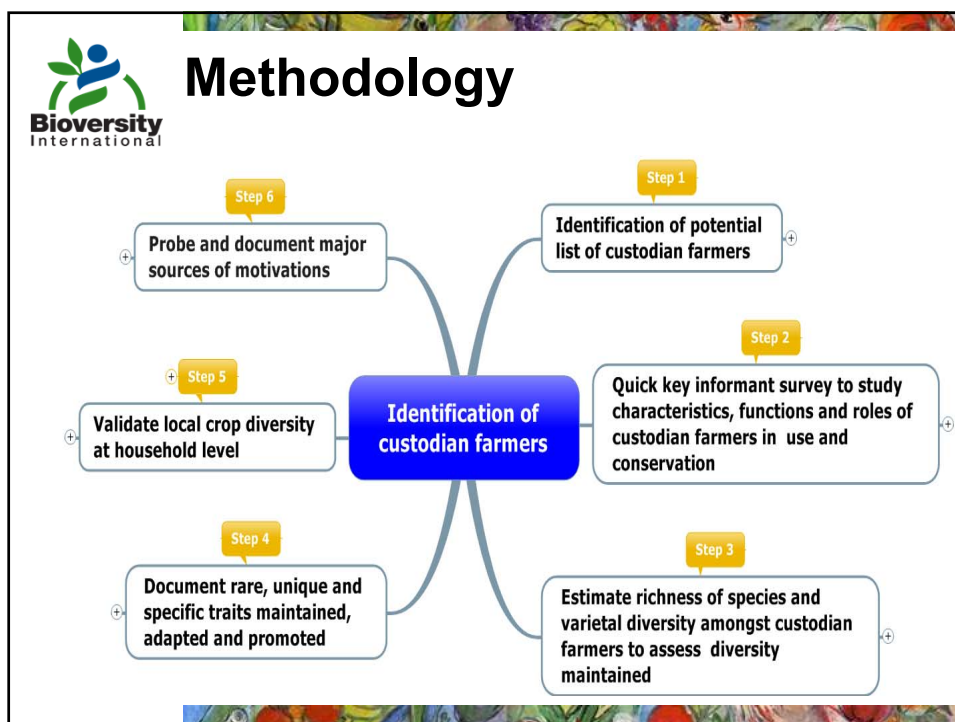 Bioversity
International
Methodology
Step 1
Identification of potential
list of custodian farmers
Step 2
Quick key informant survey to study
characteristics, functions and roles of
custodian farmers in use and
conservation
Step 3
Estimate richness of species and
varietal diversity amongst custodian
farmers to assess diversity
maintained
Step 4
Document rare, unique and
specific traits maintained,
adapted and promoted
Step 5
Validate local crop diversity
at household level
Step 6
Probe and document major
sources of motivations
Identification of
custodian farmers